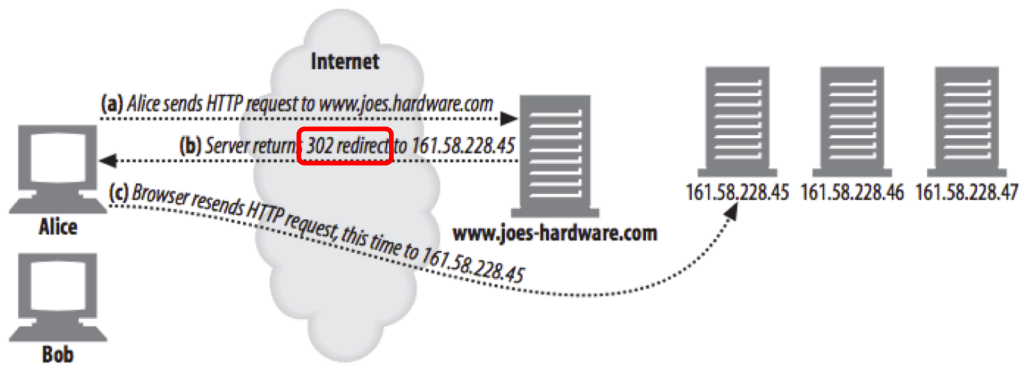 Internet
(a) Alice sends HTTP request to www.joes.hardware.com
(b) Server returns 302 redirect to 161.58.228.45
(c) Browser resends HTTP request, this time to 161.58.228.45
Alice
www.joes-hardware.com
161.58.228.45
161.58.228.46
161.58.228.47
Bob